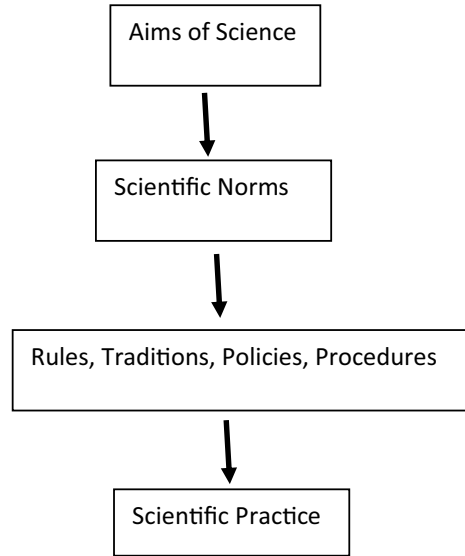 Aims of Science
Scientific Norms
Rules, Traditions, Policies, Procedures
Scientific Practice